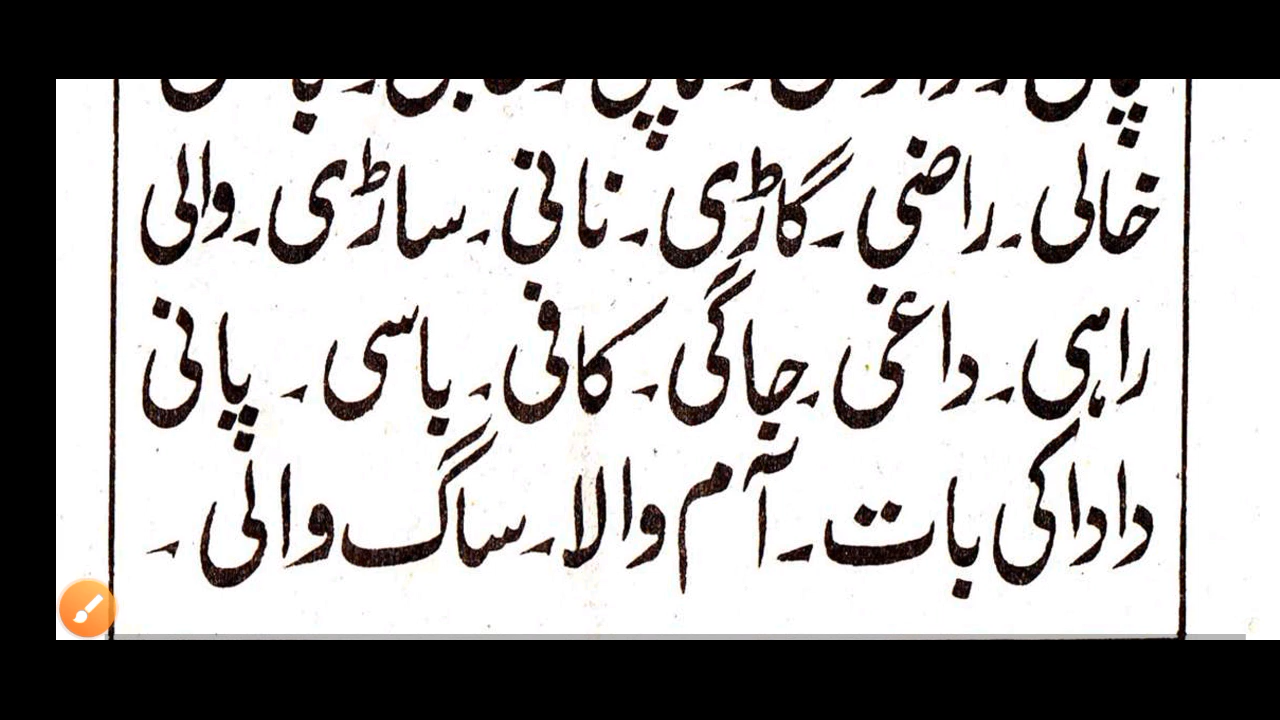 خالی۔ راضی۔ گاڑی۔ نانی۔ ساڑی۔ والی
راہی۔ داغی۔ جاگی۔ کافی۔ باسی۔ پانی
دادا کی بات۔ آم والا۔ ساگ والی۔